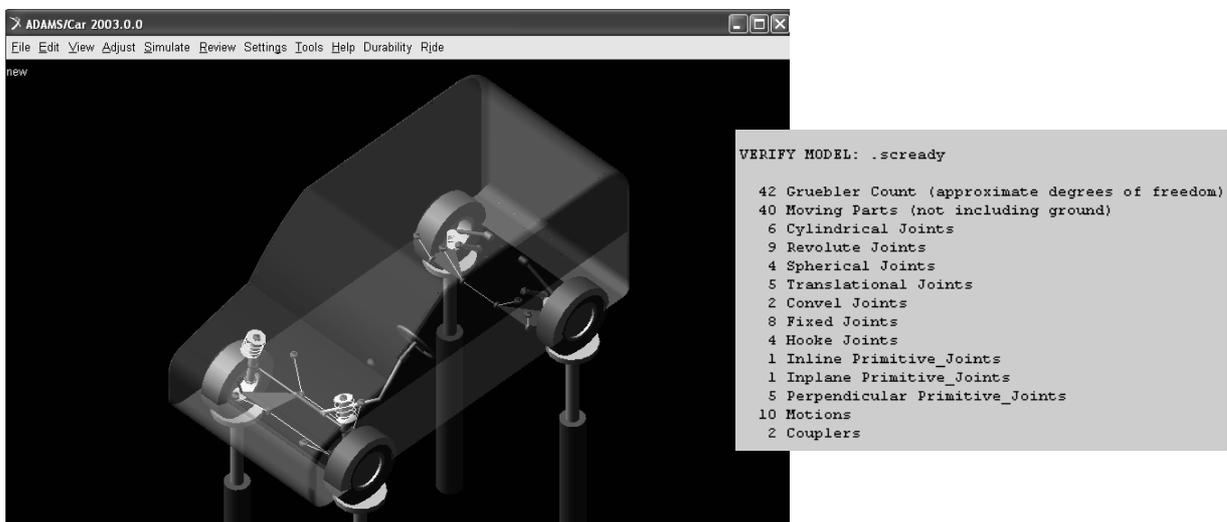 ADAMS/Car 2003.0.0
File Edit View Adjust Simulate Review Settings Tools Help Durability Ride
new
VERIFY MODEL: .scready
42 Gruebler Count (approximate degrees of freedom)
40 Moving Parts (not including ground)
6 Cylindrical Joints
9 Revolute Joints
4 Spherical Joints
5 Translational Joints
2 Convel Joints
8 Fixed Joints
4 Hooke Joints
1 Inline Primitive_Joints
1 Inplane Primitive_Joints
5 Perpendicular Primitive_Joints
10 Motions
2 Couplers